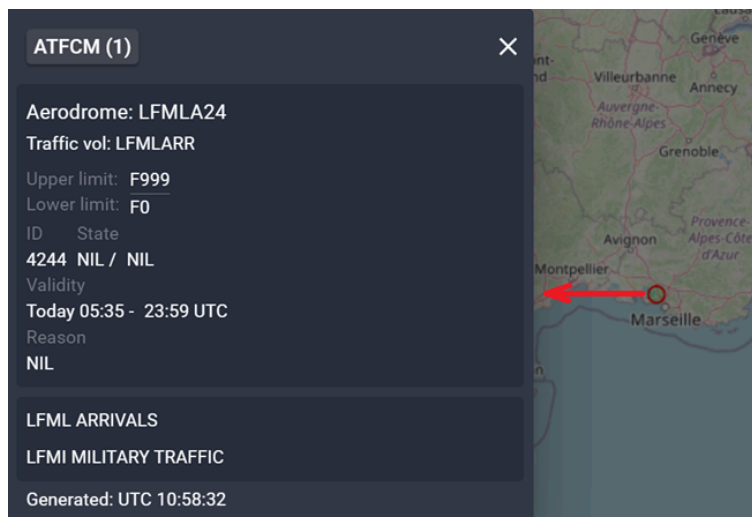 ATFCM (1)
Aerodrome: LFMLA24
Traffic vol: LFMLARR
Upper limit: F999
Lower limit: F0
ID State
4244 NIL / NIL
Validity
Today 05:35 - 23:59 UTC
Reason
NIL
LFML ARRIVALS
LFMI MILITARY TRAFFIC
Generated: UTC 10:58:32
Genève
Villeurbanne
Annecy
Auvergne-
Rhône-Alpes
Grenoble
Provence-
Alpes-Côte
d'Azur
Avignon
Montpellier
Marseille